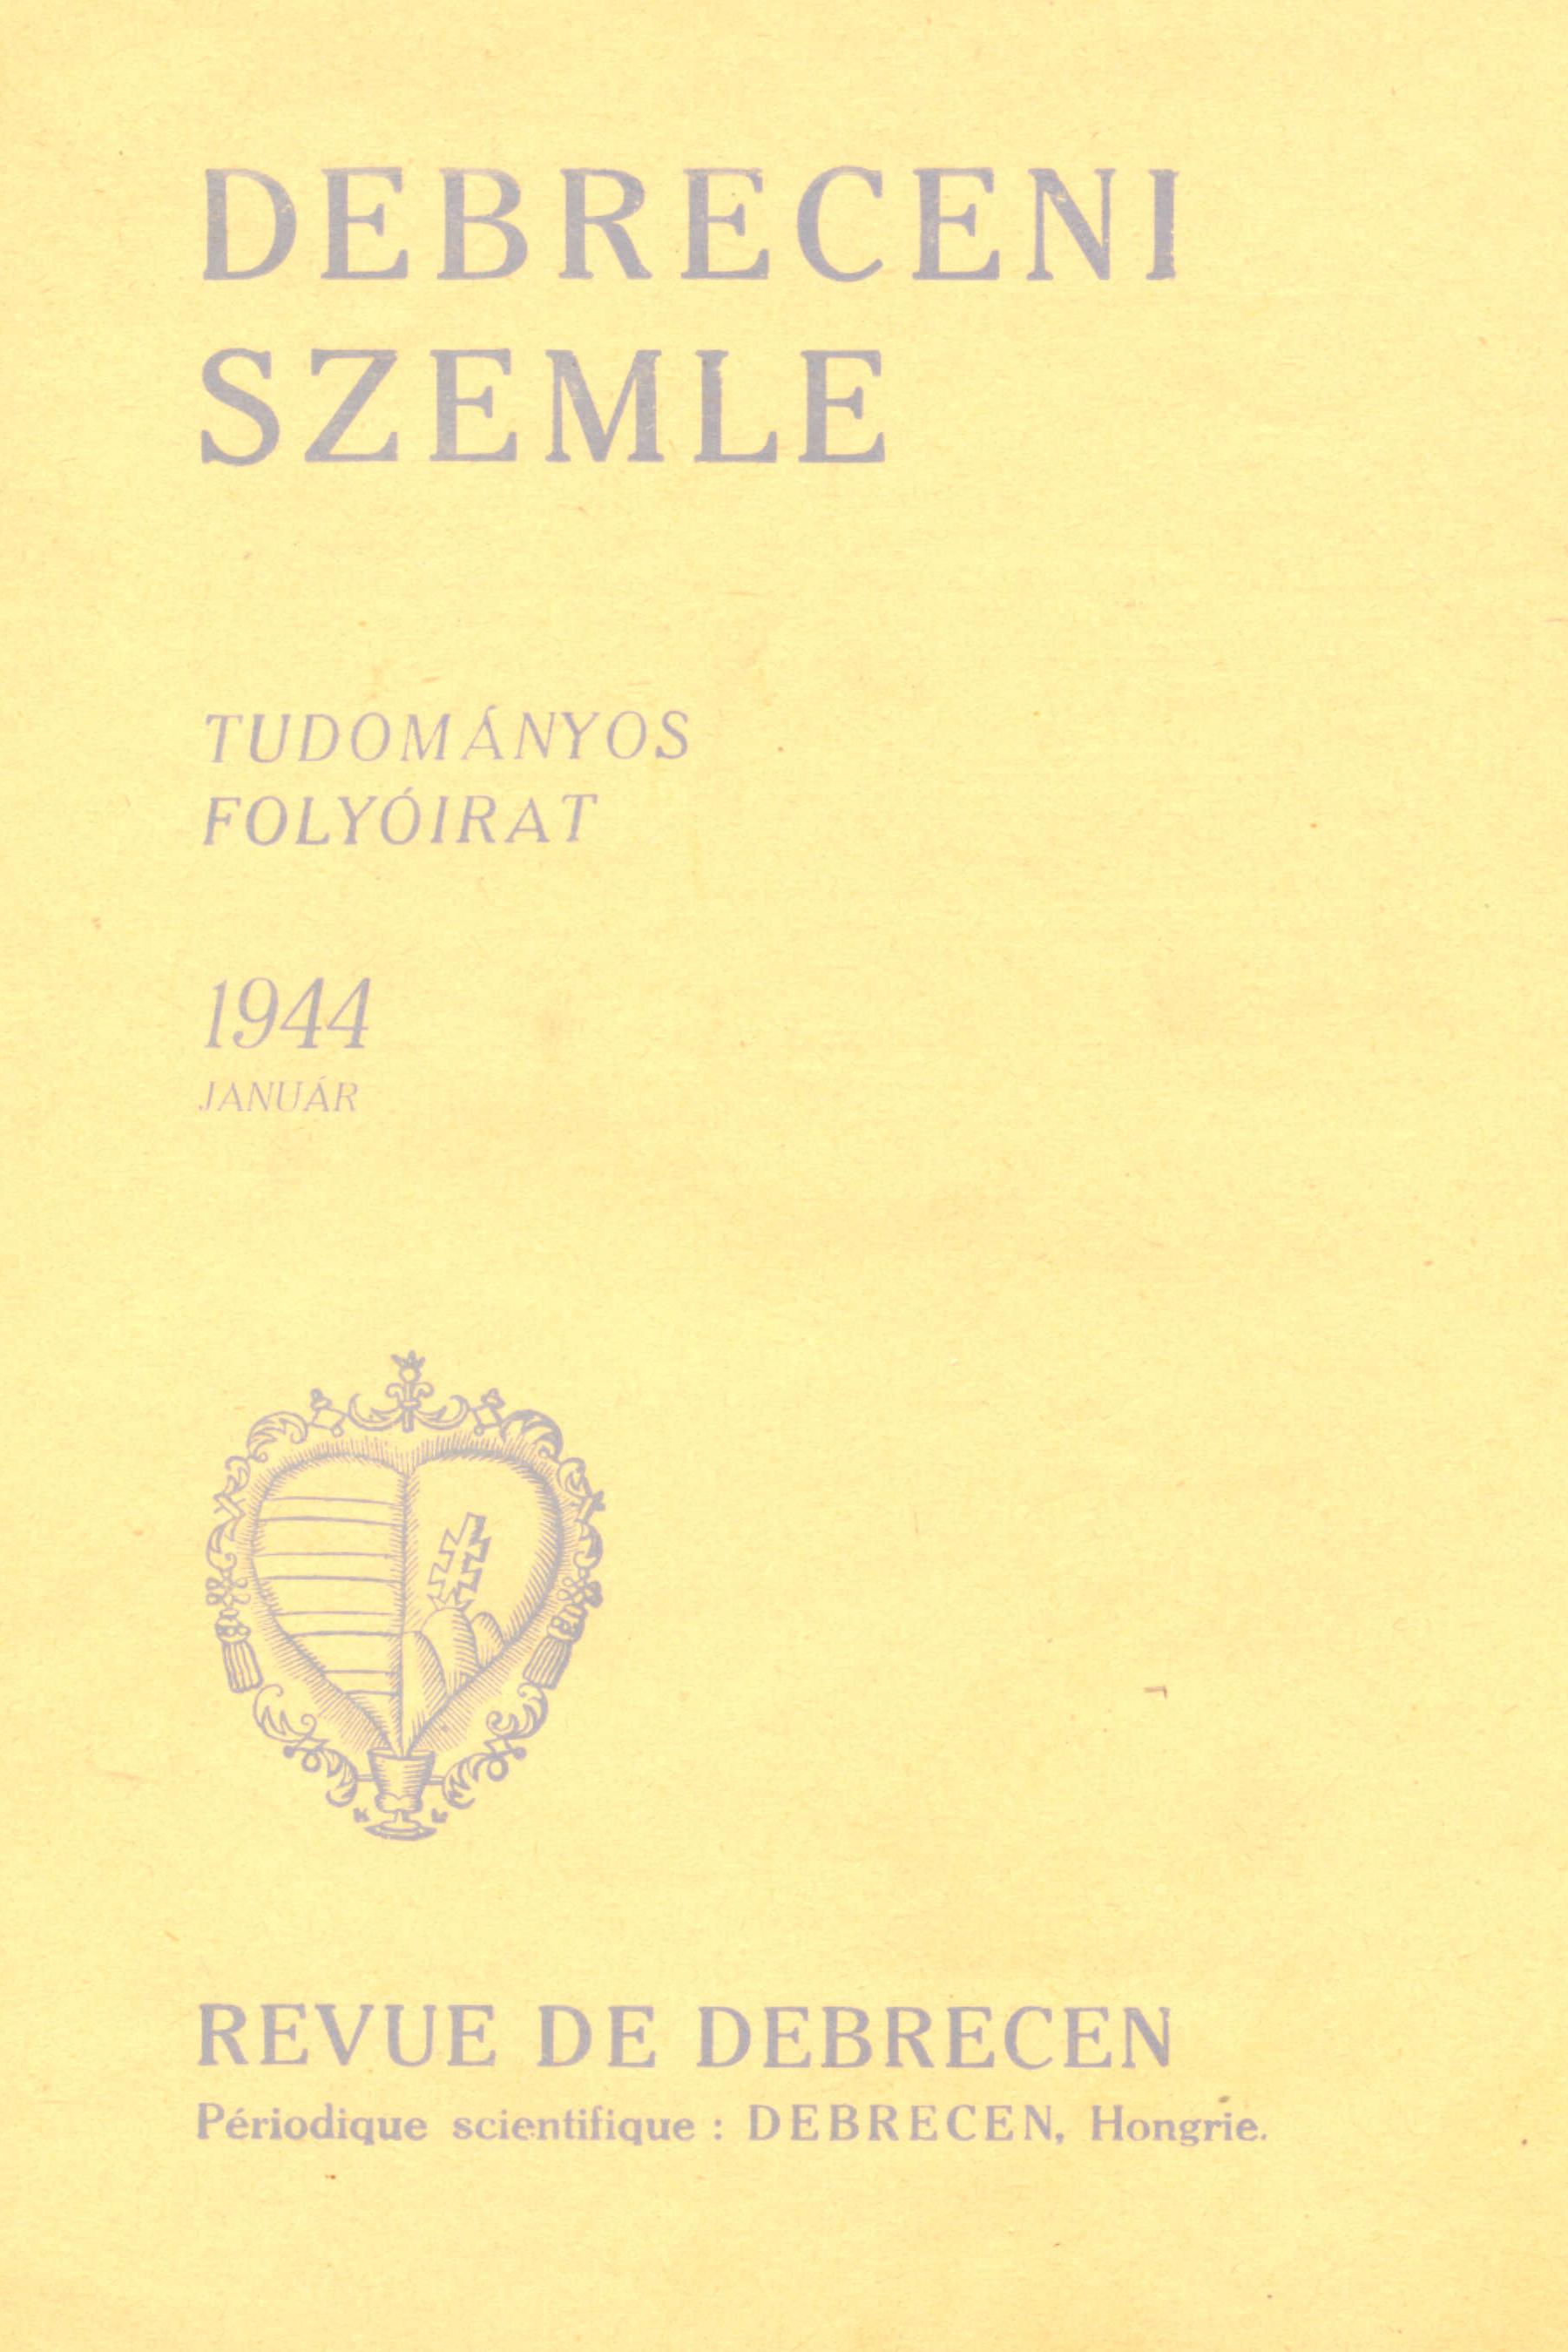 DEBRECENI
SZEMLE
TUDOMÁNYOS
FOLYÓIRAT
1944
JANUÁR
REVUE DE DEBRECEN
Périodique scientifique : DEBRECEN, Hongrie.